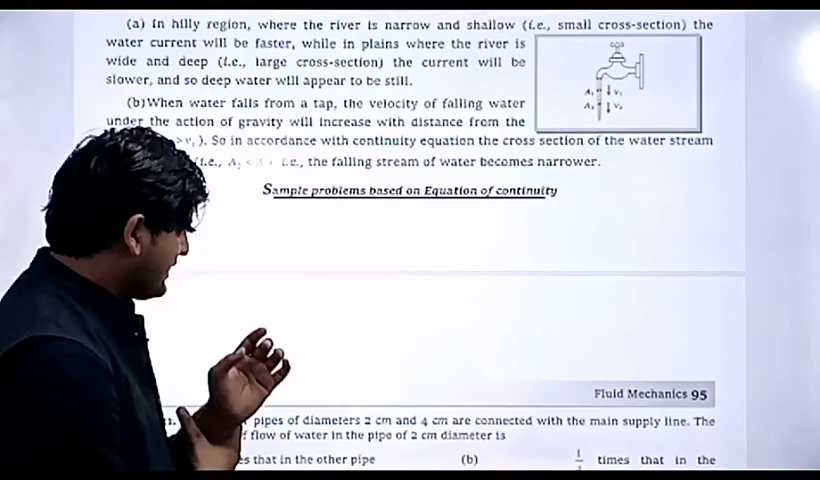 (a) In hilly region, where the river is narrow and shallow (i.e., small cross-section) the
water current will be faster, while in plains where the river is
wide and deep (i.e., large cross-section) the current will be
slower, and so deep water will appear to be still.
(b) When water falls from a tap, the velocity of falling water
under the action of gravity will increase with distance from the
). So in accordance with continuity equation the cross section of the water stream
(i.e., i.e., the falling stream of water becomes narrower.
A₁ v₁
A₂ v₂
Sample problems based on Equation of continuity
Fluid Mechanics 95
pipes of diameters 2 cm and 4 cm are connected with the main supply line. The
flow of water in the pipe of 2 cm diameter is
that in the other pipe (b) times that in the